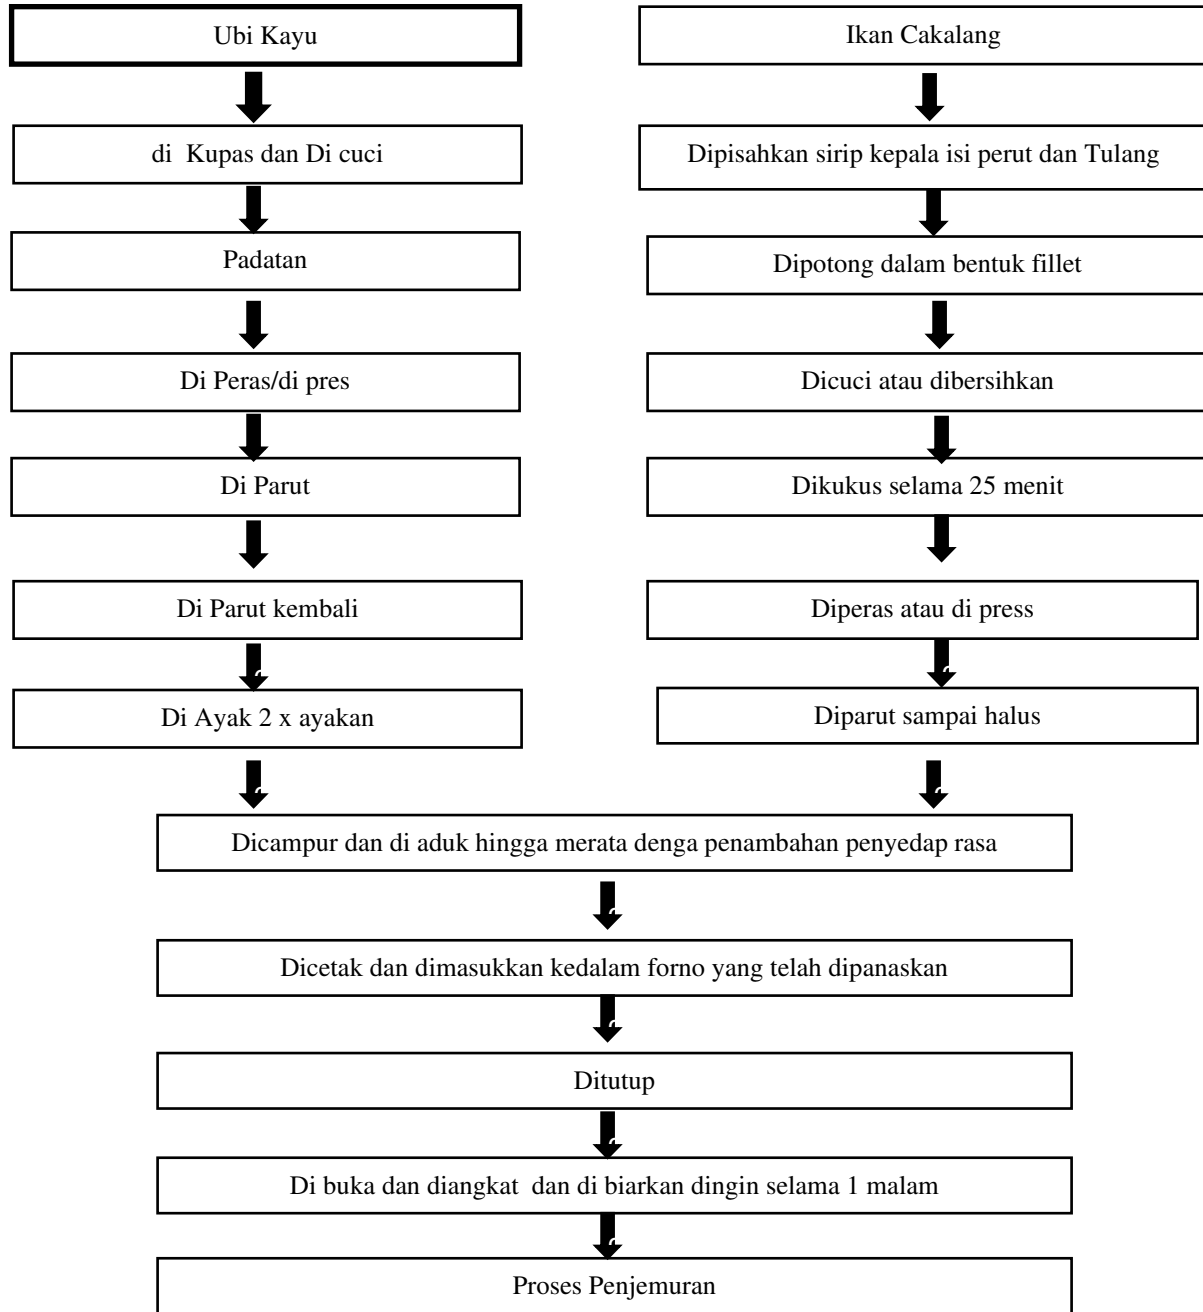 Ubi Kayu
di Kupas dan Di cuci
Padatan
Di Peras/di pres
Di Parut
Di Parut kembali
Di Ayak 2 x ayakan
Ikan Cakalang
Dipisahkan sirip kepala isi perut dan Tulang
Dipotong dalam bentuk fillet
Dicuci atau dibersihkan
Dikukus selama 25 menit
Diperas atau di press
Diparut sampai halus
Dicampur dan di aduk hingga merata denga penambahan penyedap rasa
Dicetak dan dimasukkan kedalam forno yang telah dipanaskan
Ditutup
Di buka dan diangkat dan di biarkan dingin selama 1 malam
Proses Penjemuran